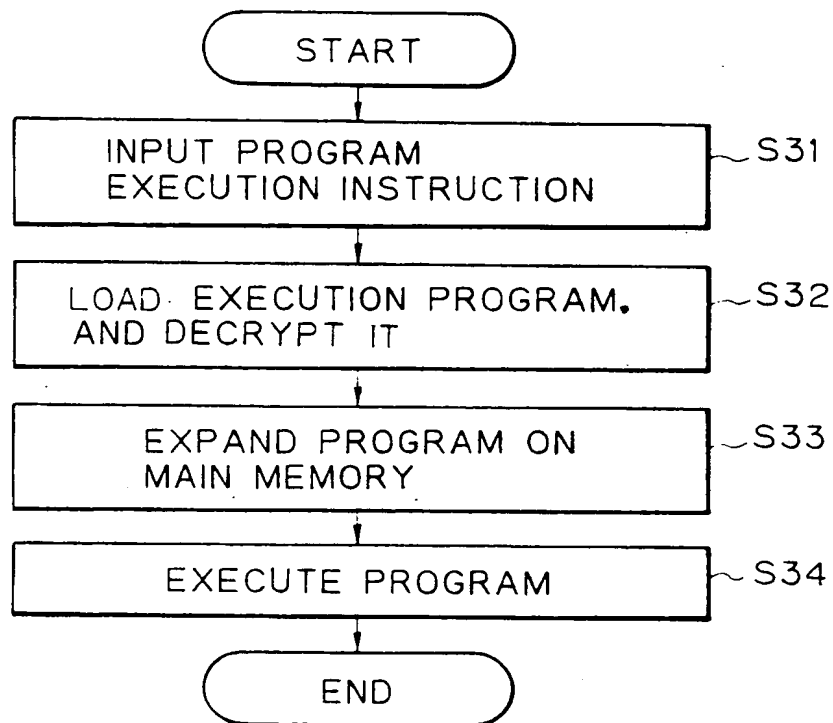 START
INPUT PROGRAM
EXECUTION INSTRUCTION
S31
LOAD EXECUTION PROGRAM.
AND DECRYPT IT
S32
EXPAND PROGRAM ON
MAIN MEMORY
S33
EXECUTE PROGRAM
S34
END